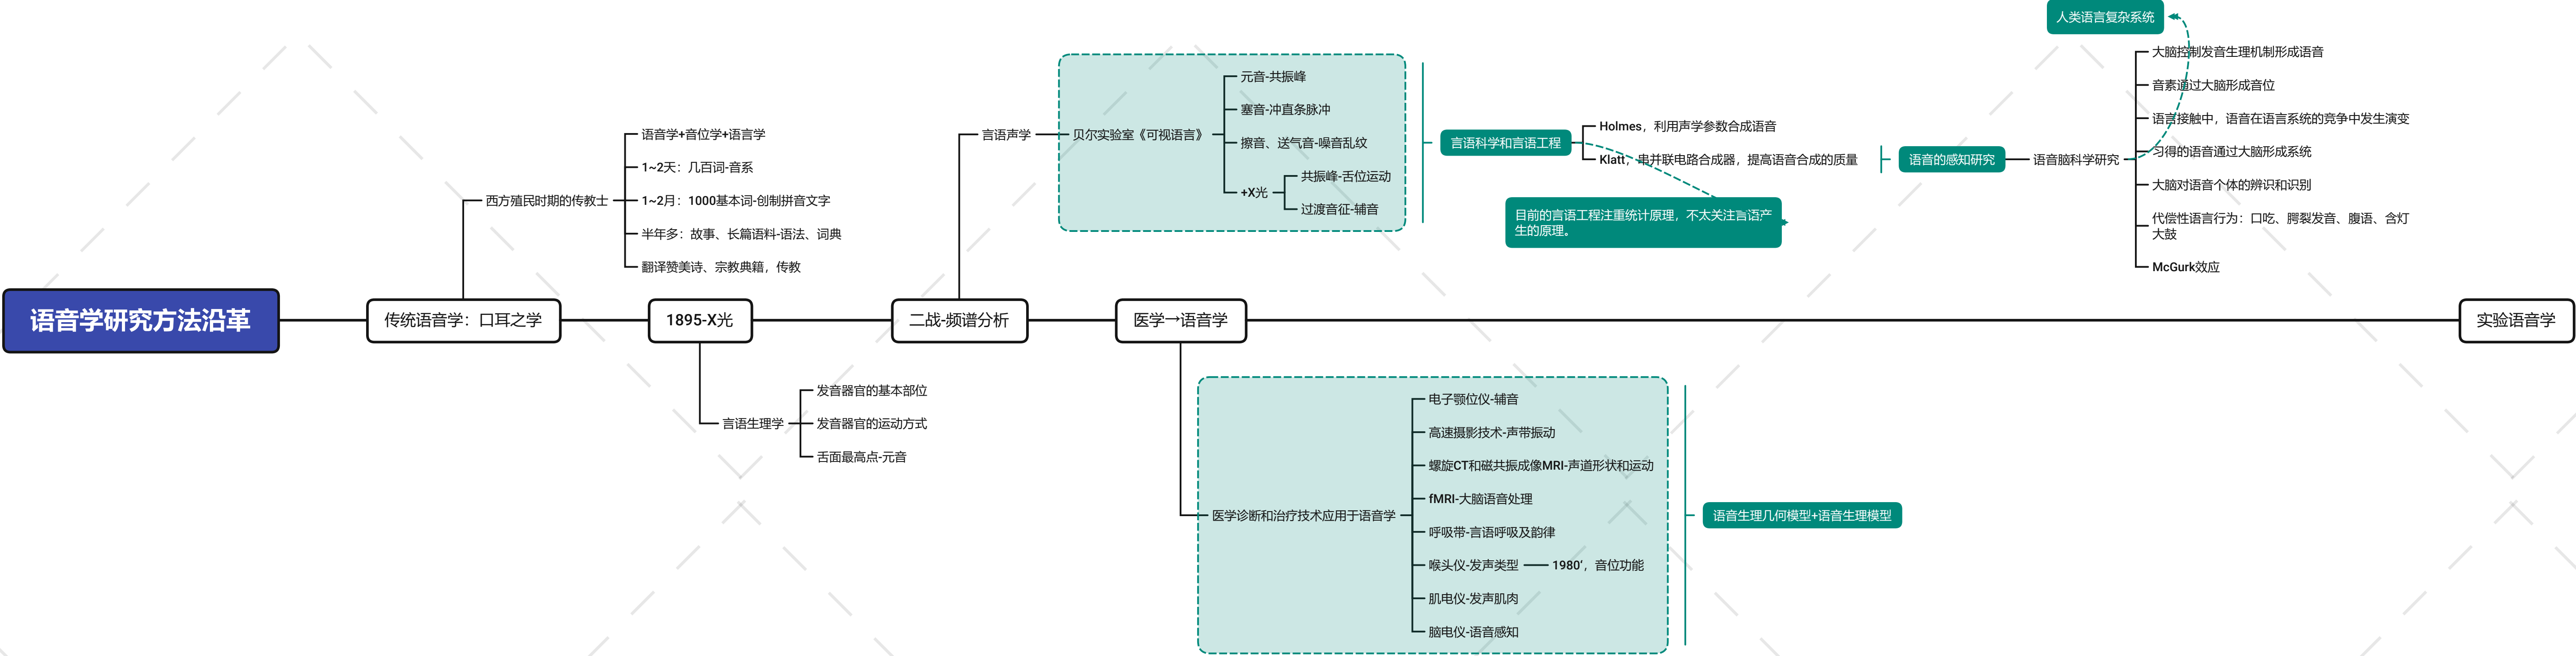 语音学研究方法沿革
传统语音学：口耳之学
西方殖民时期的传教士
语音学+音位学+语言学
1~2天：几百词-音系
1~2月：1000基本词-创制拼音文字
半年多：故事、长篇语料-语法、词典
翻译赞美诗、宗教典籍，传教
1895-X光
言语生理学
发音器官的基本部位
发音器官的运动方式
舌面最高点-元音
二战-频谱分析
言语声学
贝尔实验室《可视语言》
元音-共振峰
塞音-冲直条脉冲
擦音、送气音-噪音乱纹
+X光
共振峰-舌位运动
过渡音征-辅音
言语科学和言语工程
Holmes，利用声学参数合成语音
Klatt，串并联电路合成器，提高语音合成的质量
目前的言语工程注重统计原理，不太关注言语产
生的原理。
语音的感知研究
语音脑科学研究
人类语言复杂系统
大脑控制发音生理机制形成语音
音素通过大脑形成音位
语言接触中，语音在语言系统的竞争中发生演变
习得的语音通过大脑形成系统
大脑对语音个体的辨识和识别
代偿性语言行为：口吃、腭裂发音、腹语、含灯
大鼓
McGurk效应
医学→语音学
医学诊断和治疗技术应用于语音学
电子颚位仪-辅音
高速摄影技术-声带振动
螺旋CT和磁共振成像MRI-声道形状和运动
fMRI-大脑语音处理
呼吸带-言语呼吸及韵律
喉头仪-发声类型
1980‘，音位功能
肌电仪-发声肌肉
脑电仪-语音感知
语音生理几何模型+语音生理模型
实验语音学